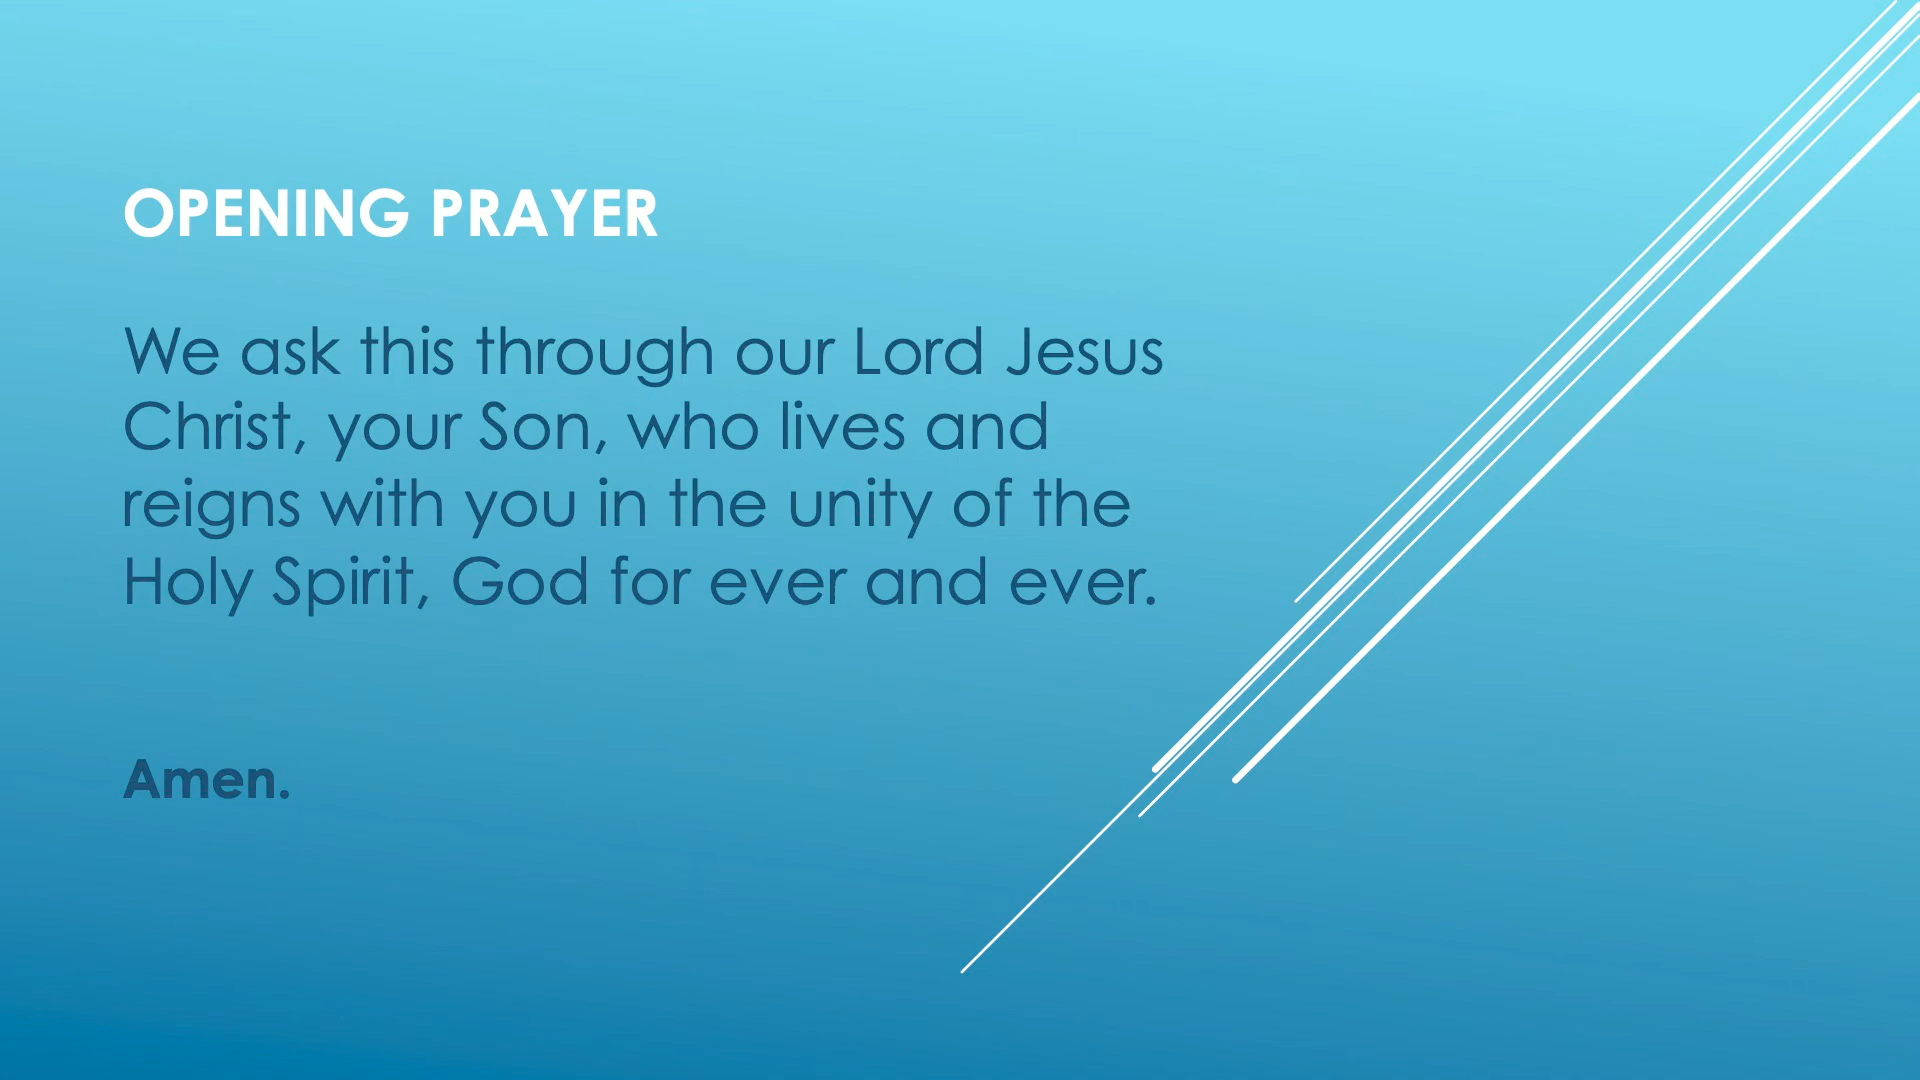 OPENING PRAYER
We ask this through our Lord Jesus
Christ, your Son, who lives and
reigns with you in the unity of the
Holy Spirit, God for ever and ever.
Amen.